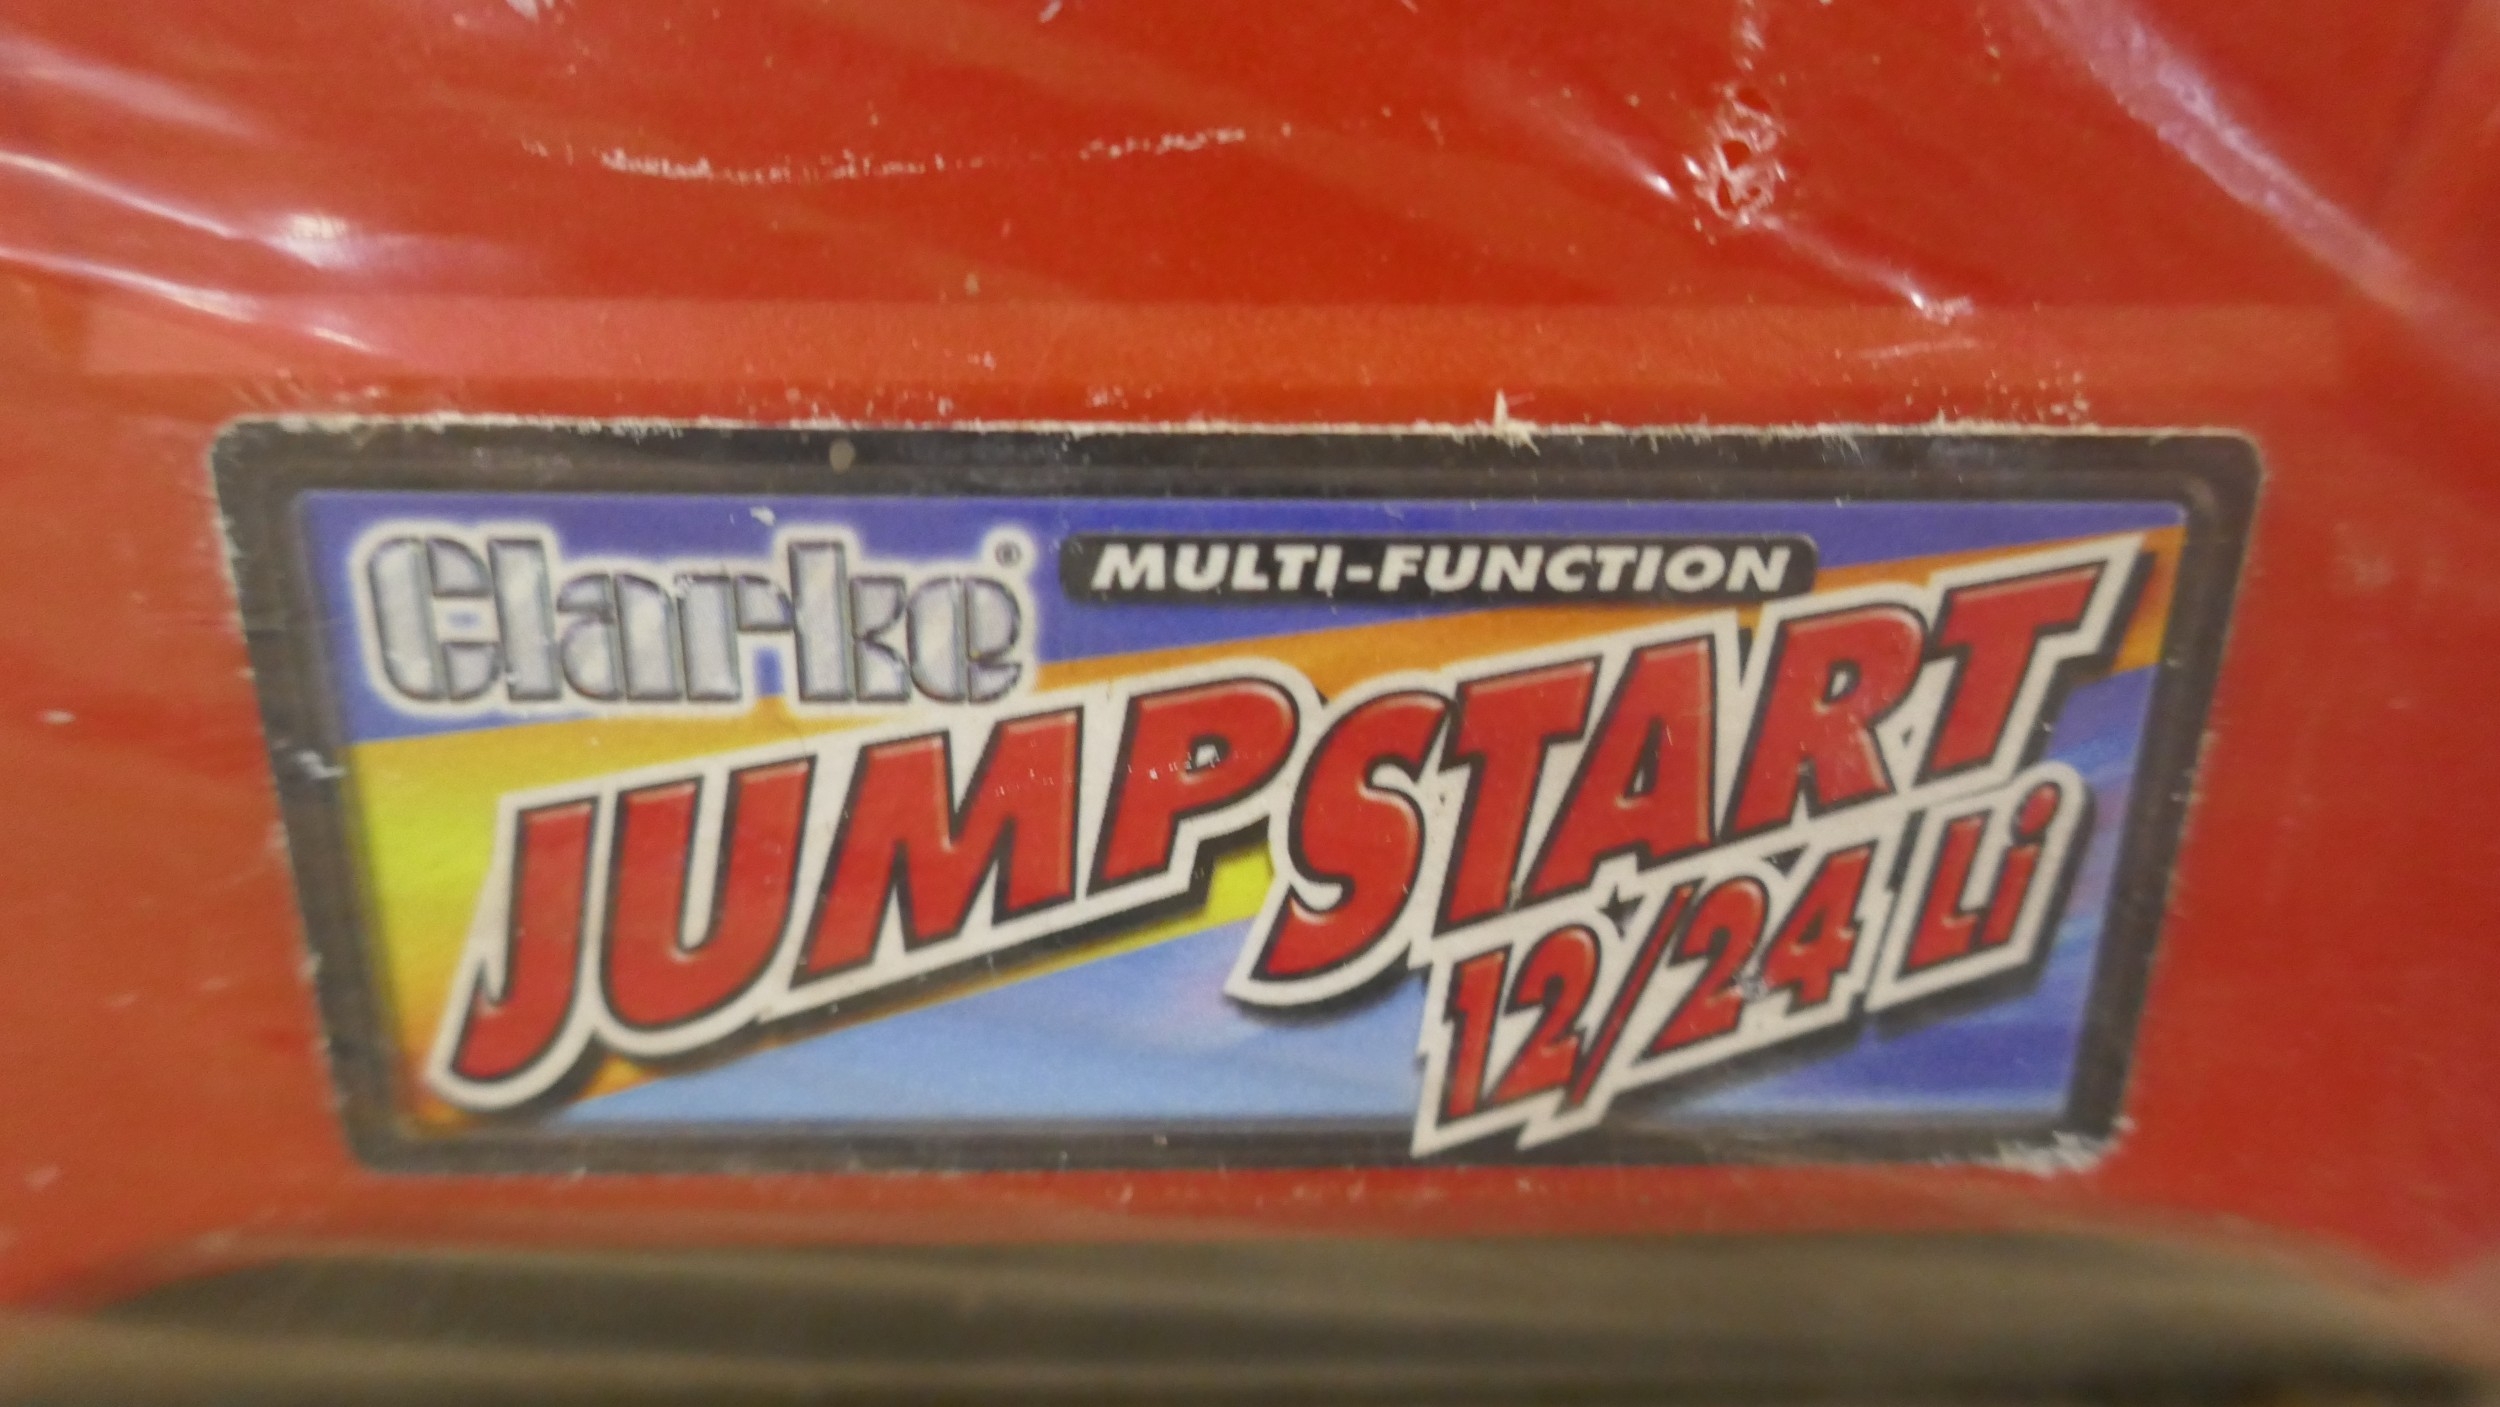 Clarke®
MULTI-FUNCTION
JUMPSTART
12/24 Li